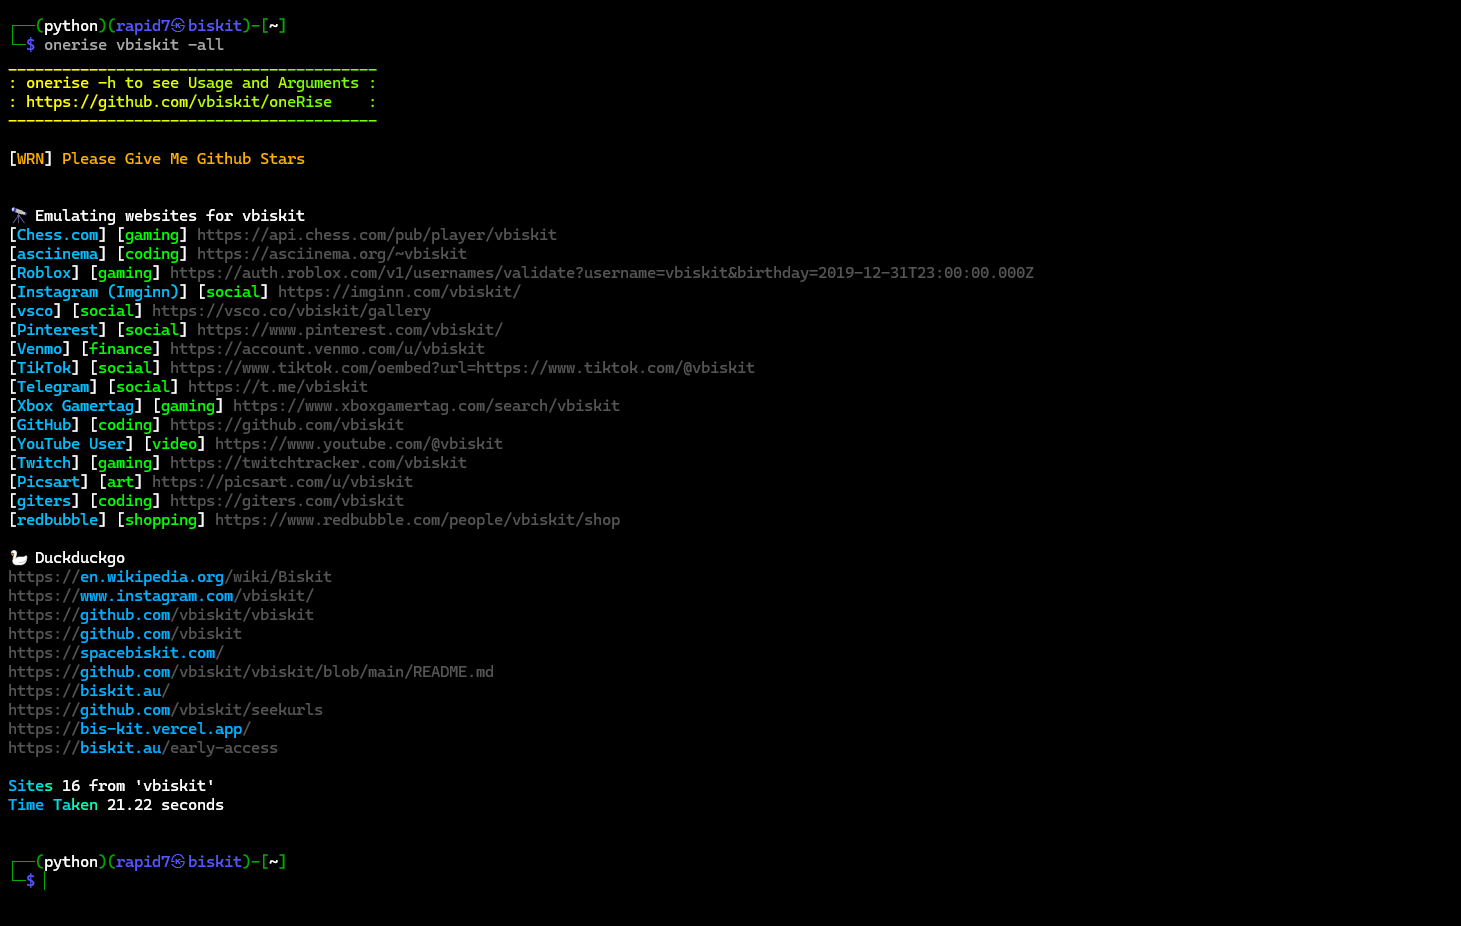 ┌──(python)(rapid7㉿biskit)-[~]
└─$ onerise vbiskit -all
-----------------------------------------
: onerise -h to see Usage and Arguments :
: https://github.com/vbiskit/oneRise    :
-----------------------------------------
[WRN] Please Give Me Github Stars
🔭 Emulating websites for vbiskit
[Chess.com] [gaming] https://api.chess.com/pub/player/vbiskit
[asciinema] [coding] https://asciinema.org/~vbiskit
[Roblox] [gaming] https://auth.roblox.com/v1/usernames/validate?username=vbiskit&birthday=2019-12-31T23:00:00.000Z
[Instagram (Imginn)] [social] https://imginn.com/vbiskit/
[vsco] [social] https://vsco.co/vbiskit/gallery
[Pinterest] [social] https://www.pinterest.com/vbiskit/
[Venmo] [finance] https://account.venmo.com/u/vbiskit
[TikTok] [social] https://www.tiktok.com/oembed?url=https://www.tiktok.com/@vbiskit
[Telegram] [social] https://t.me/vbiskit
[Xbox Gamertag] [gaming] https://www.xboxgamertag.com/search/vbiskit
[GitHub] [coding] https://github.com/vbiskit
[YouTube User] [video] https://www.youtube.com/@vbiskit
[Twitch] [gaming] https://twitchtracker.com/vbiskit
[Picsart] [art] https://picsart.com/u/vbiskit
[giters] [coding] https://giters.com/vbiskit
[redbubble] [shopping] https://www.redbubble.com/people/vbiskit/shop
🦢 Duckduckgo
https://en.wikipedia.org/wiki/Biskit
https://www.instagram.com/vbiskit/
https://github.com/vbiskit/vbiskit
https://github.com/vbiskit
https://spacebiskit.com/
https://github.com/vbiskit/vbiskit/blob/main/README.md
https://biskit.au/
https://github.com/vbiskit/seekurls
https://bis-kit.vercel.app/
https://biskit.au/early-access
Sites 16 from 'vbiskit'
Time Taken 21.22 seconds
┌──(python)(rapid7㉿biskit)-[~]
└─$